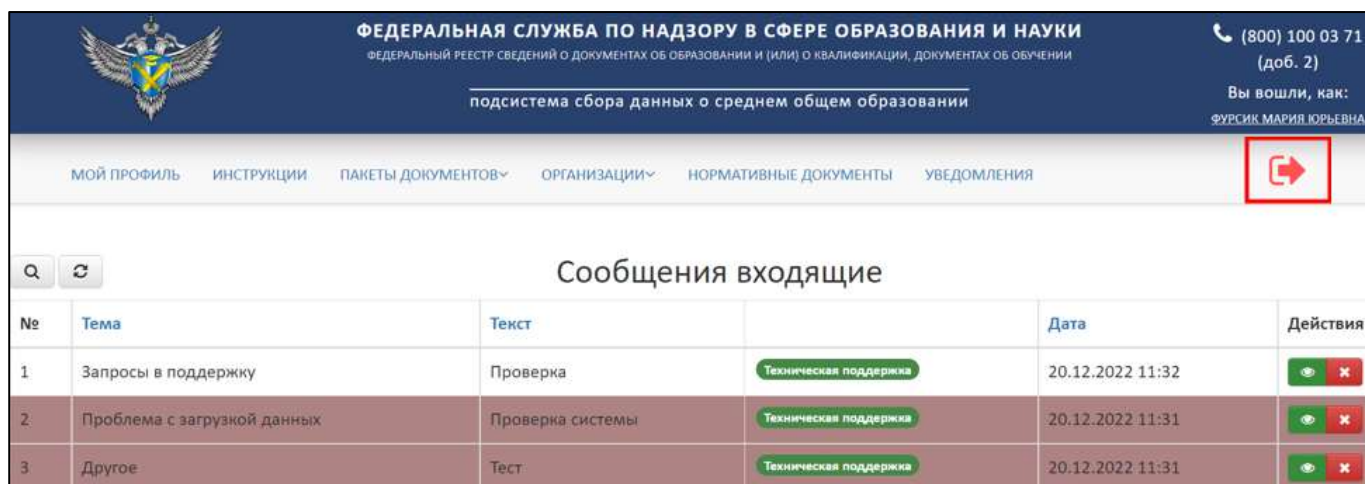 ФЕДЕРАЛЬНАЯ СЛУЖБА ПО НАДЗОРУ В СФЕРЕ ОБРАЗОВАНИЯ И НАУКИ
ФЕДЕРАЛЬНЫЙ РЕЕСТР СВЕДЕНИЙ О ДОКУМЕНТАХ ОБ ОБРАЗОВАНИИ И (ИЛИ) О КВАЛИФИКАЦИИ, ДОКУМЕНТАХ ОБ ОБУЧЕНИИ
подсистема сбора данных о среднем общем образовании
(800) 100 03 71
(доб. 2)
Вы вошли, как:
ФУРСИК МАРИЯ ЮРЬЕВНА
МОЙ ПРОФИЛЬ ИНСТРУКЦИИ ПАКЕТЫ ДОКУМЕНТОВ ОРГАНИЗАЦИИ НОРМАТИВНЫЕ ДОКУМЕНТЫ УВЕДОМЛЕНИЯ
Сообщения входящие
№ Тема Текст Дата Действия
1 Запросы в поддержку Проверка Техническая поддержка 20.12.2022 11:32
2 Проблема с загрузкой данных Проверка системы Техническая поддержка 20.12.2022 11:31
3 Другое Тест Техническая поддержка 20.12.2022 11:31